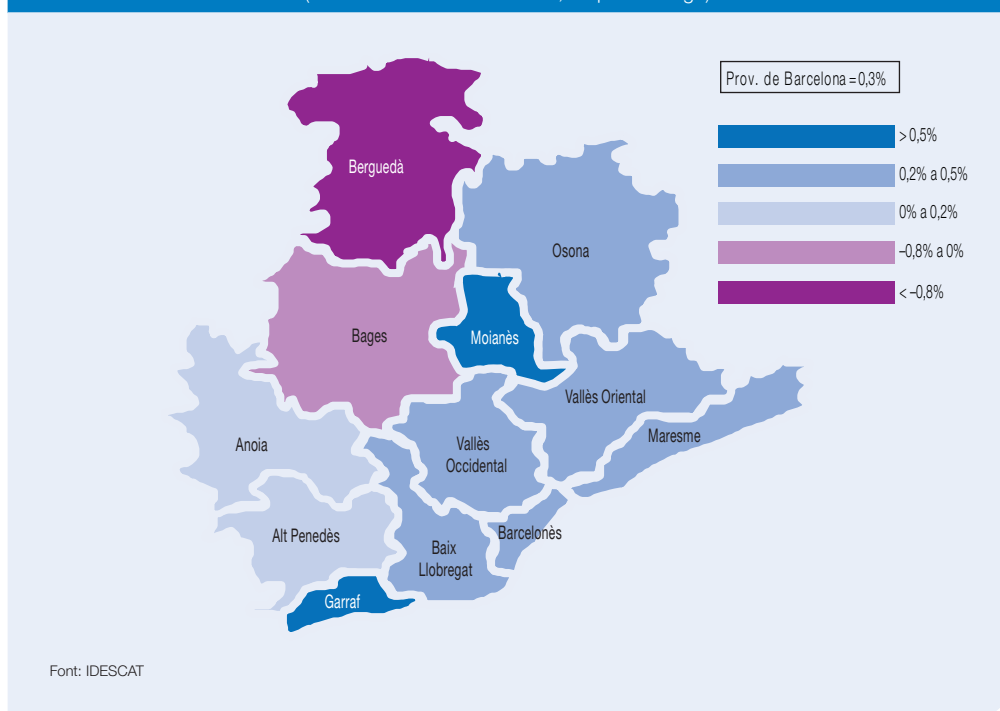 Prov. de Barcelona = 0,3%
> 0,5%
0,2% a 0,5%
0% a 0,2%
–0,8% a 0%
< –0,8%
Berguedà
Osona
Bages
Moianès
Vallès Oriental
Maresme
Anoia
Vallès
Occidental
Alt Penedès
Barcelonès
Baix
Llobregat
Garraf
Font: IDESCAT